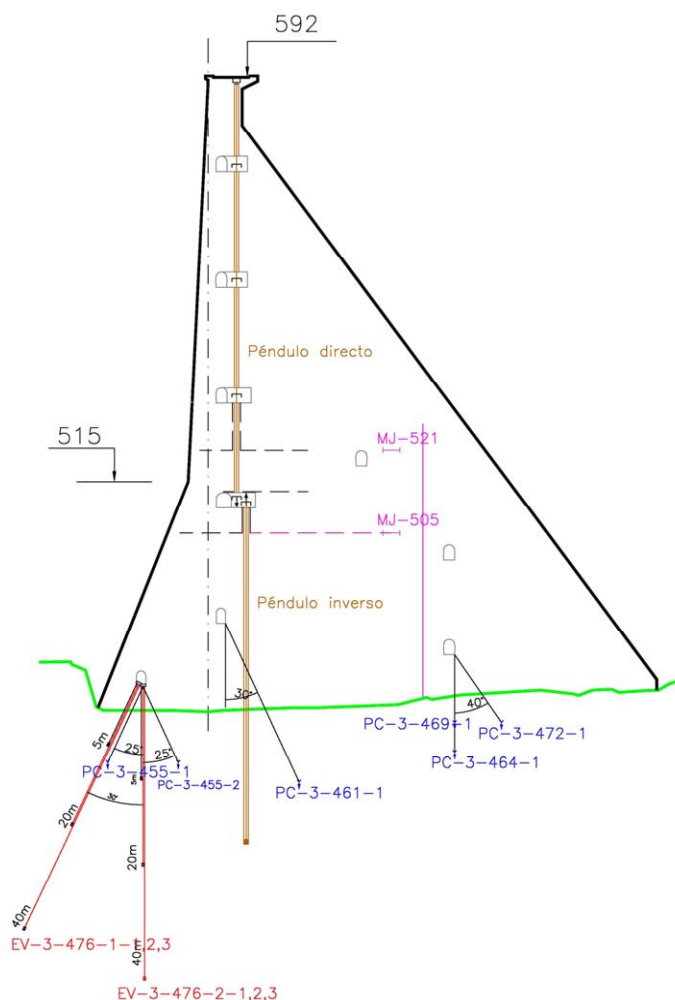 592
Péndulo directo
515
MJ-521
MJ-505
Péndulo inverso
30°
40°
PC-3-469-1
PC-3-472-1
PC-3-464-1
5m
25°
25°
PC-3-455-1
5m
PC-3-455-2
PC-3-461-1
20m
20m
40m
EV-3-476-1-1,2,3
40m
EV-3-476-2-1,2,3